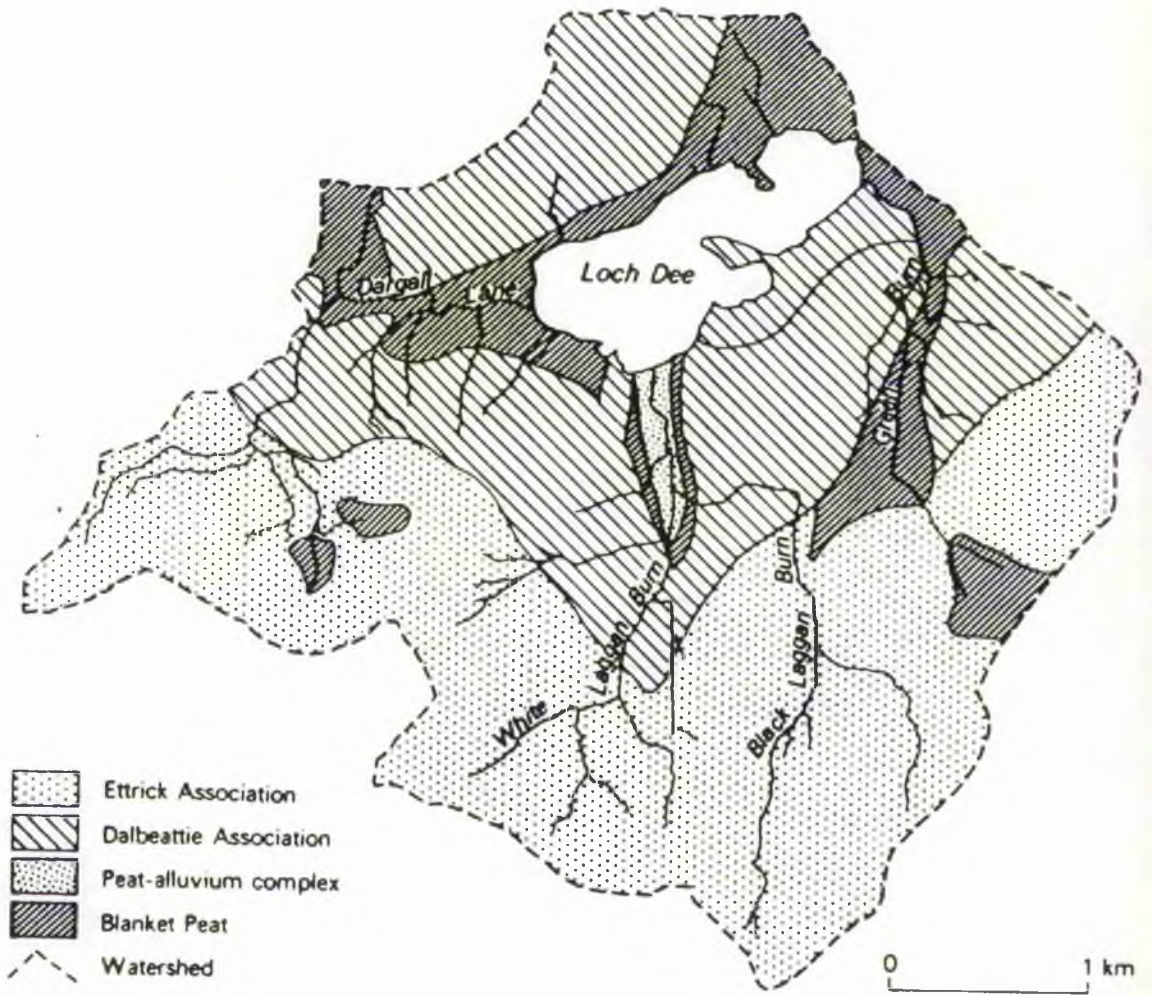 Loch Dee
Dargall Lane
Green Burn
White Laggan Burn
Black Laggan Burn
Ettrick Association
Dalbeattie Association
Peat-alluvium complex
Blanket Peat
Watershed
0 1 km